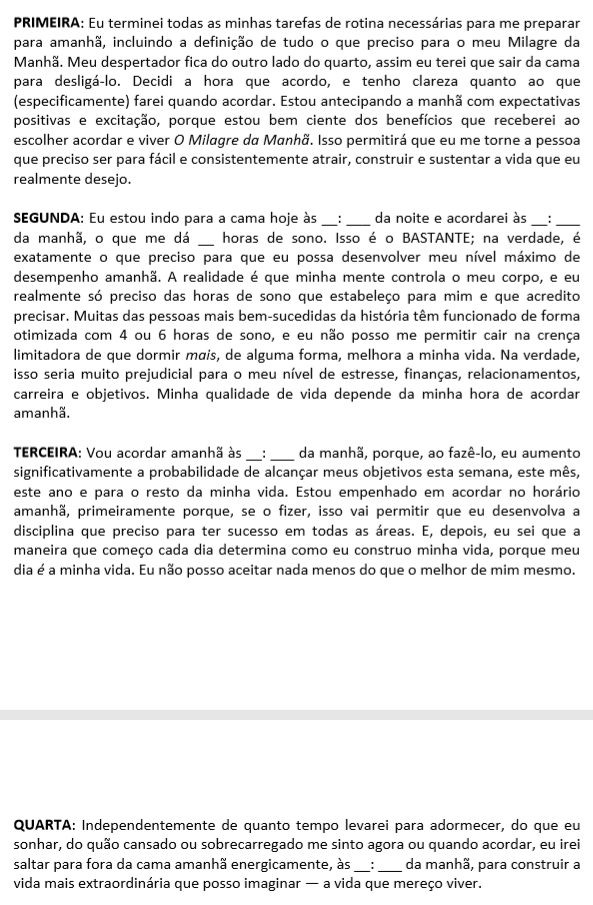 PRIMEIRA: Eu terminei todas as minhas tarefas de rotina necessárias para me preparar
para amanhã, incluindo a definição de tudo o que preciso para o meu Milagre da
Manhã. Meu despertador fica do outro lado do quarto, assim eu terei que sair da cama
para desligá-lo. Decidi a hora que acordo, e tenho clareza quanto ao que
(especificamente) farei quando acordar. Estou antecipando a manhã com expectativas
positivas e excitação, porque estou bem ciente dos benefícios que receberei ao
escolher acordar e viver O Milagre da Manhã. Isso permitirá que eu me torne a pessoa
que preciso ser para fácil e consistentemente atrair, construir e sustentar a vida que eu
realmente desejo.
SEGUNDA: Eu estou indo para a cama hoje às __: ___ da noite e acordarei às __: ___
da manhã, o que me dá __ horas de sono. Isso é o BASTANTE; na verdade, é
exatamente o que preciso para que eu possa desenvolver meu nível máximo de
desempenho amanhã. A realidade é que minha mente controla o meu corpo, e eu
realmente só preciso das horas de sono que estabeleço para mim e que acredito
precisar. Muitas das pessoas mais bem-sucedidas da história têm funcionado de forma
otimizada com 4 ou 6 horas de sono, e eu não posso me permitir cair na crença
limitadora de que dormir mais, de alguma forma, melhora a minha vida. Na verdade,
isso seria muito prejudicial para o meu nível de estresse, finanças, relacionamentos,
carreira e objetivos. Minha qualidade de vida depende da minha hora de acordar
amanhã.
TERCEIRA: Vou acordar amanhã às __: ___ da manhã, porque, ao fazê-lo, eu aumento
significativamente a probabilidade de alcançar meus objetivos esta semana, este mês,
este ano e para o resto da minha vida. Estou empenhado em acordar no horário
amanhã, primeiramente porque, se o fizer, isso vai permitir que eu desenvolva a
disciplina que preciso para ter sucesso em todas as áreas. E, depois, eu sei que a
maneira que começo cada dia determina como eu construo minha vida, porque meu
dia é a minha vida. Eu não posso aceitar nada menos do que o melhor de mim mesmo.
QUARTA: Independentemente de quanto tempo levarei para adormecer, do que eu
sonhar, do quão cansado ou sobrecarregado me sinto agora ou quando acordar, eu irei
saltar para fora da cama amanhã energicamente, às __: ___ da manhã, para construir a
vida mais extraordinária que posso imaginar — a vida que mereço viver.